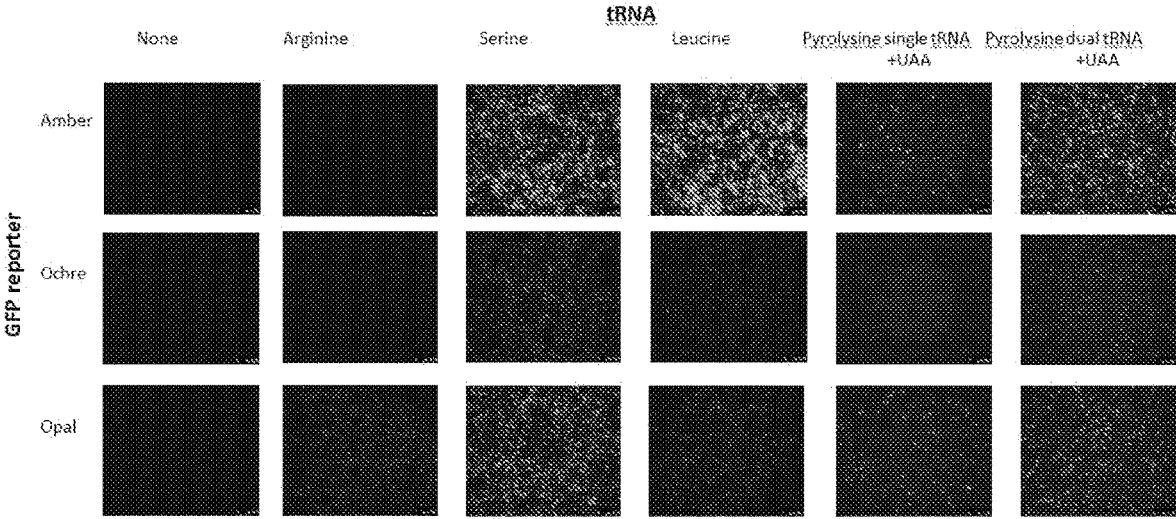 tRNA
None Arginine Serine Leucine Pyrolysine single tRNA +UAA Pyrolysine dual tRNA +UAA
Amber
GFP reporter
Ochre
Opal